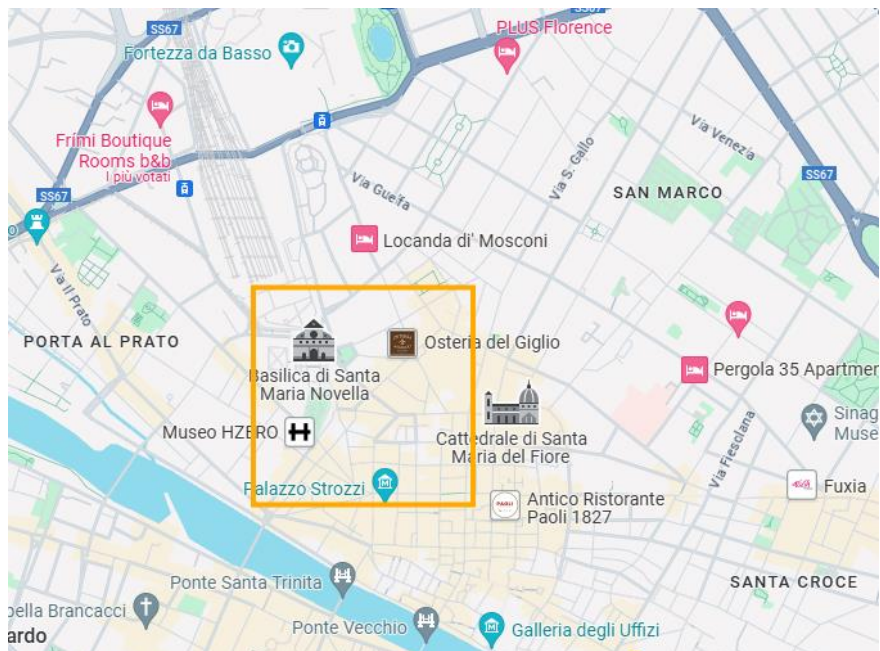 SS67
SS67
PLUS Florence
Fortezza da Basso
Frimi Boutique
Rooms b&b
I più votati
Via Venezia
Via S. Gallo
SS67
Via Guelfa
SAN MARCO
SS67
Locanda di' Mosconi
Via Il Prato
PORTA AL PRATO
Osteria del Giglio
Basilica di Santa
Maria Novella
Pergola 35 Apartmen
Museo HZERO
Cattedrale di Santa
Maria del Fiore
Sinag
Muse
Via Fiesolana
Palazzo Strozzi
Fuxia
Antico Ristorante
Paoli 1827
PAOLI
Ponte Santa Trinita
SANTA CROCE
pella Brancacci
Ponte Vecchio
ardo
Galleria degli Uffizi